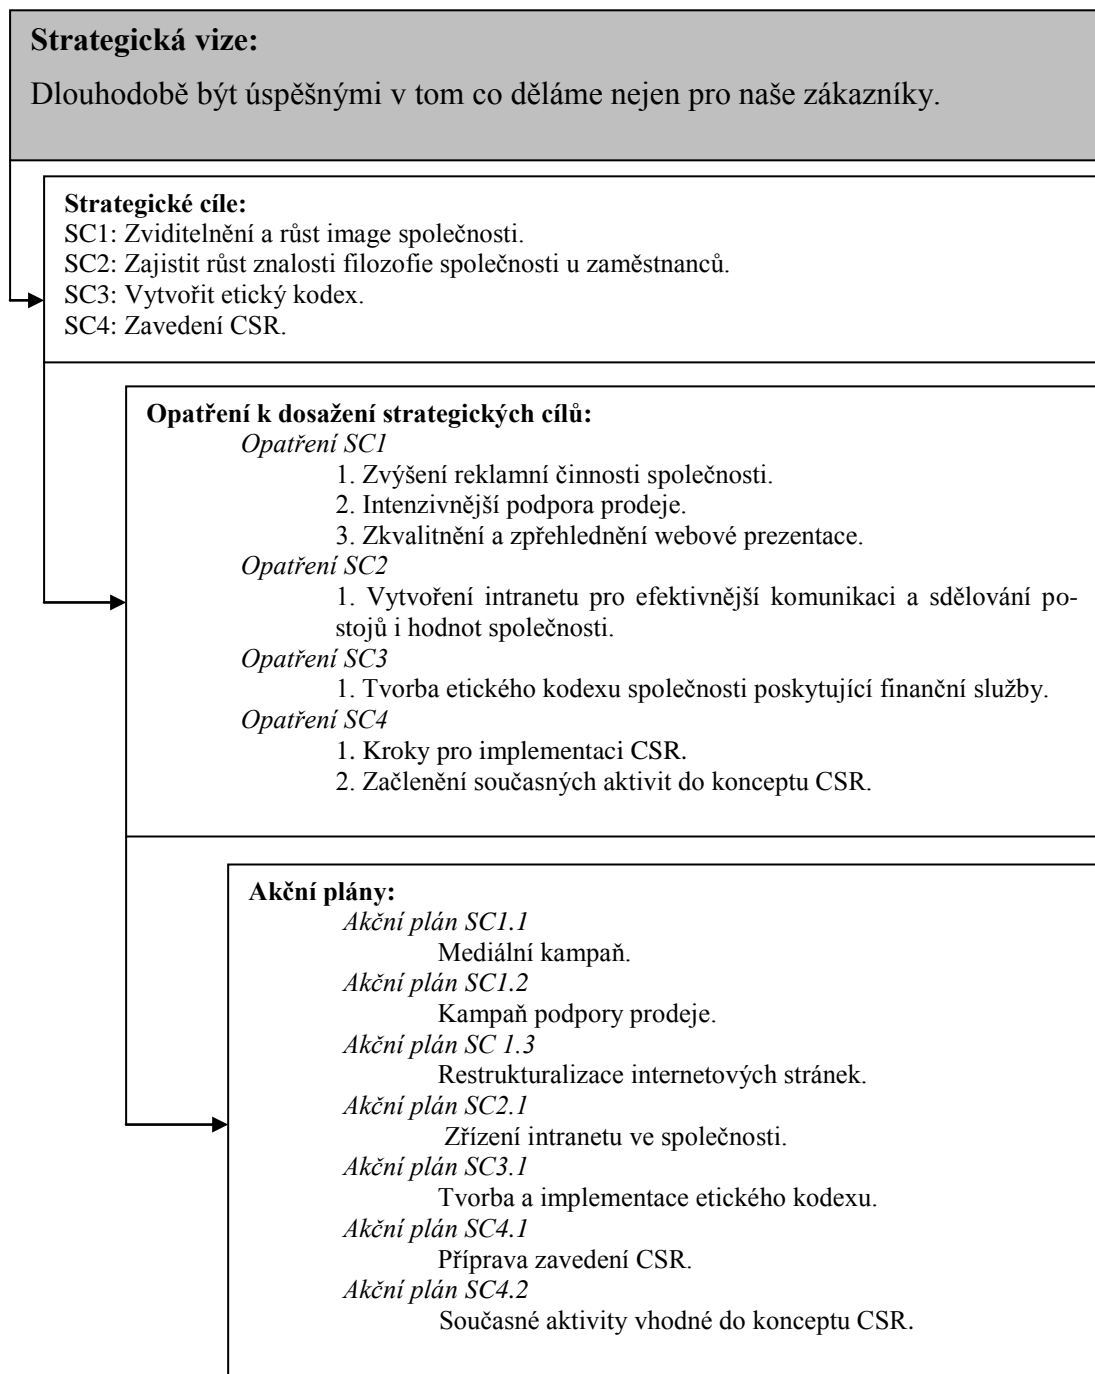 Strategická vize:
Dlouhodobě být úspěšnými v tom co děláme nejen pro naše zákazníky.
Strategické cíle:
SC1: Zviditelnění a růst image společnosti.
SC2: Zajistit růst znalosti filozofie společnosti u zaměstnanců.
SC3: Vytvořit etický kodex.
SC4: Zavedení CSR.
Opatření k dosažení strategických cílů:
Opatření SC1
1. Zvýšení reklamní činnosti společnosti.
2. Intenzivnější podpora prodeje.
3. Zkvalitnění a zpřehlednění webové prezentace.
Opatření SC2
1. Vytvoření intranetu pro efektivnější komunikaci a sdělování po-
stojů i hodnot společnosti.
Opatření SC3
1. Tvorba etického kodexu společnosti poskytující finanční služby.
Opatření SC4
1. Kroky pro implementaci CSR.
2. Začlenění současných aktivit do konceptu CSR.
Akční plány:
Akční plán SC1.1
Mediální kampaň.
Akční plán SC1.2
Kampaň podpory prodeje.
Akční plán SC 1.3
Restrukturalizace internetových stránek.
Akční plán SC2.1
Zřízení intranetu ve společnosti.
Akční plán SC3.1
Tvorba a implementace etického kodexu.
Akční plán SC4.1
Příprava zavedení CSR.
Akční plán SC4.2
Současné aktivity vhodné do konceptu CSR.